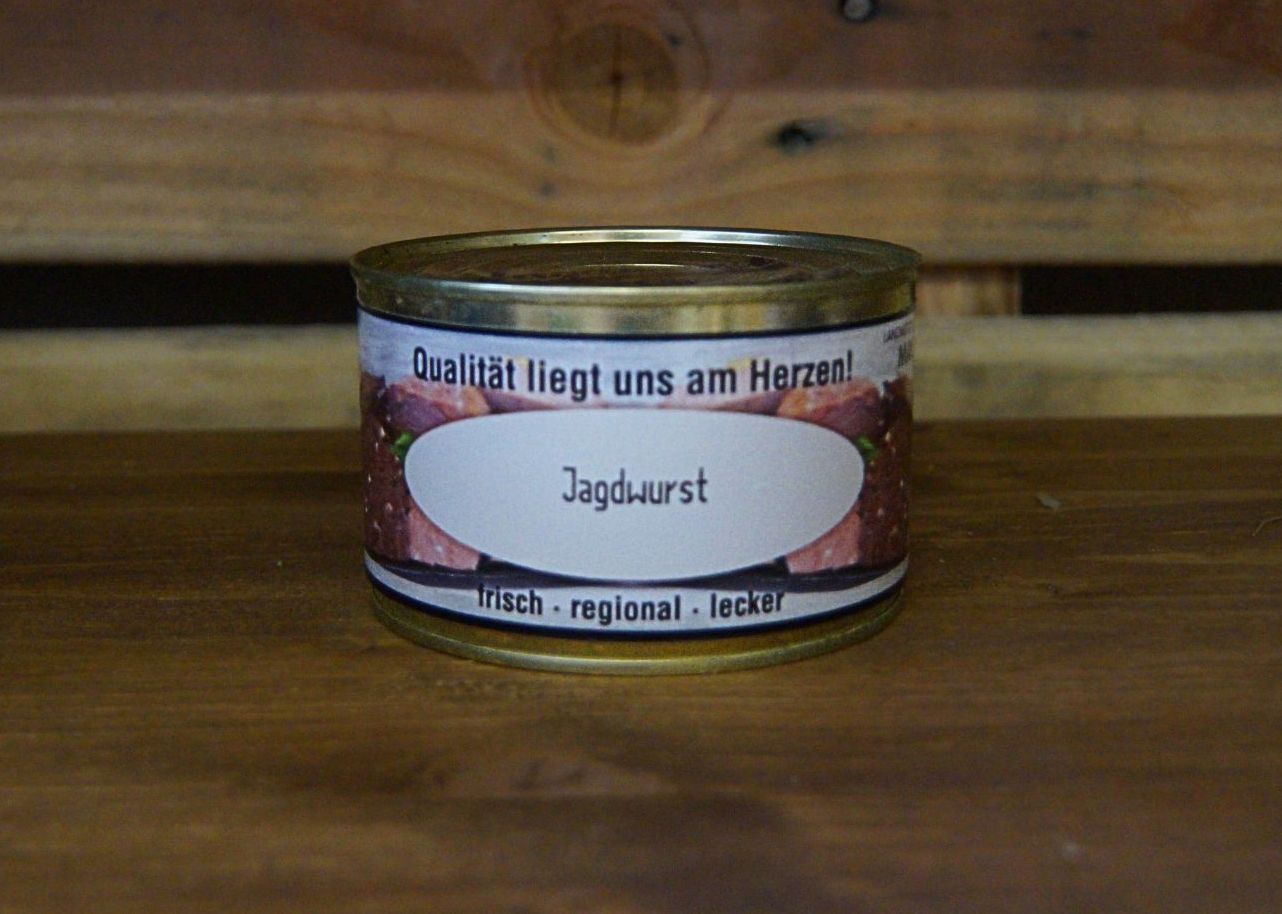 Qualität liegt uns am Herzen!
Jagdwurst
frisch · regional · lecker